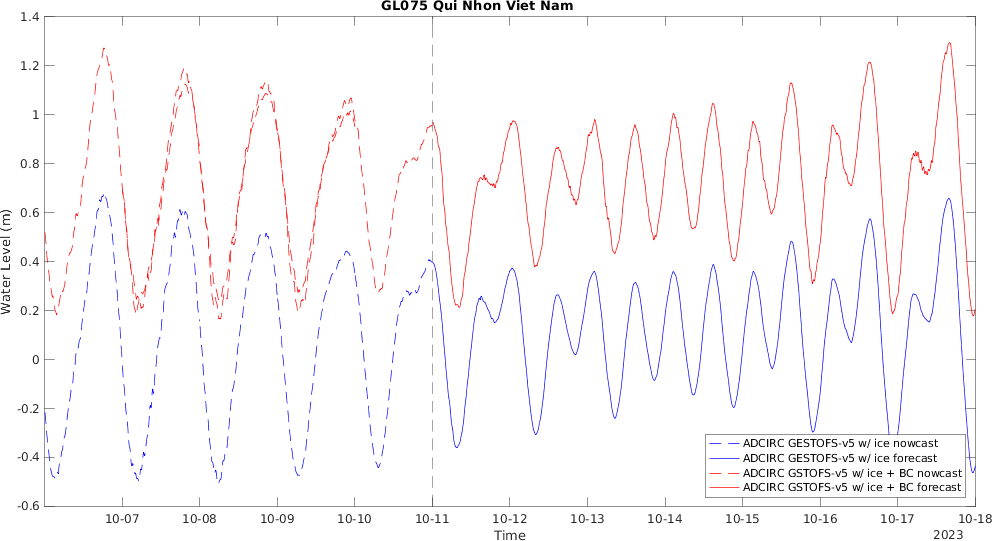 GL075 Qui Nhon Viet Nam
1.4
1.2
1
0.8
0.6
0.4
0.2
0
-0.2
-0.4
-0.6
Water Level (m)
ADCIRC GESTOFS-v5 w/ ice nowcast
ADCIRC GESTOFS-v5 w/ ice forecast
ADCIRC GSTOFS-v5 w/ ice + BC nowcast
ADCIRC GSTOFS-v5 w/ ice + BC forecast
10-07 10-08 10-09 10-10 10-11 10-12 10-13 10-14 10-15 10-16 10-17 10-18
Time
2023